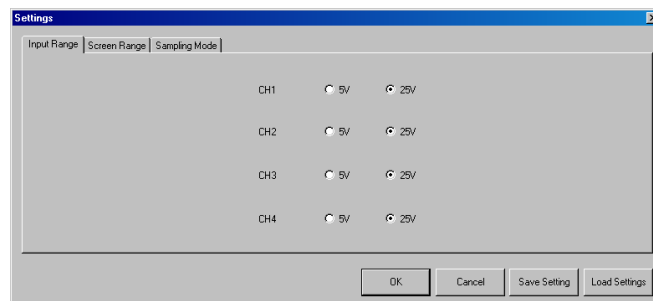 Settings
Input Range Screen Range Sampling Mode
CH1 5V 25V
CH2 5V 25V
CH3 5V 25V
CH4 5V 25V
OK Cancel Save Setting Load Settings